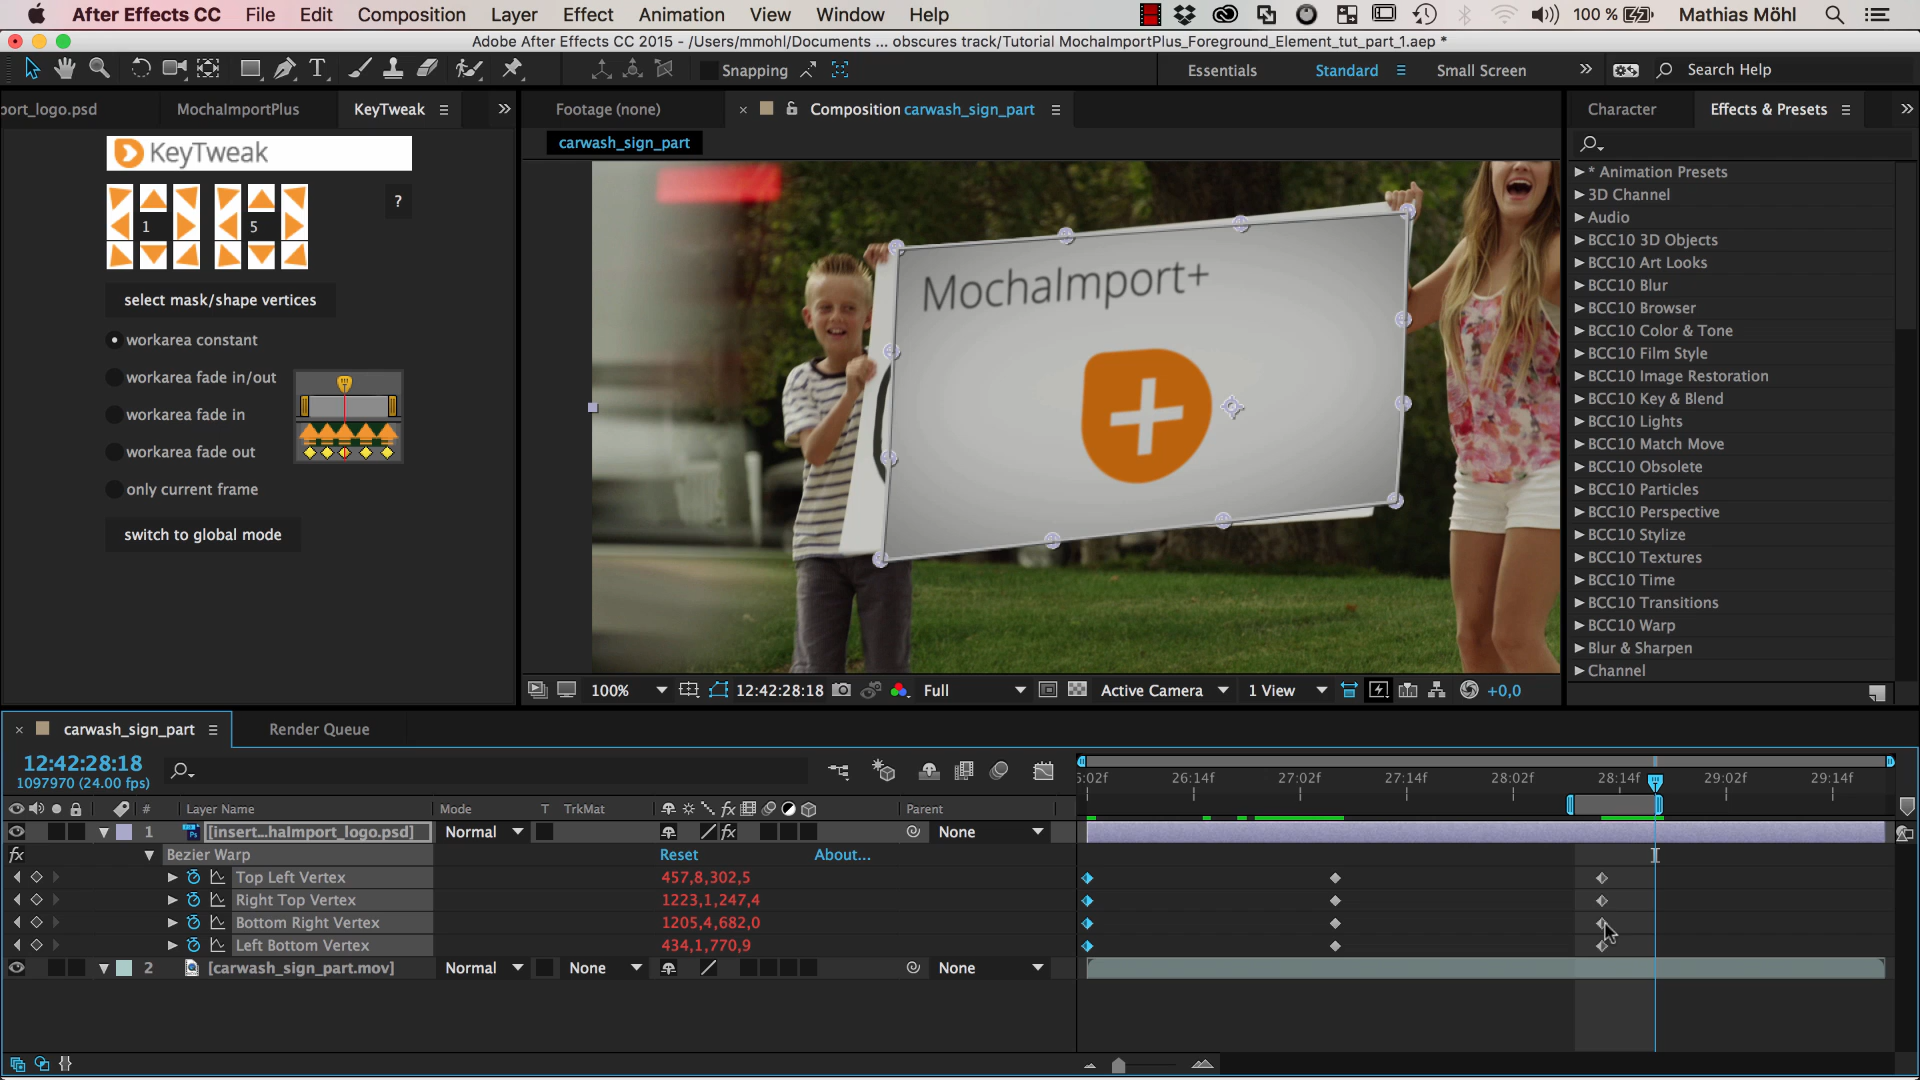 After Effects CC File Edit Composition Layer Effect Animation View Window Help 100 % Mathias Möhl
Adobe After Effects CC 2015 - /Users/mmohl/Documents ... obscures track/Tutorial MochaImportPlus_Foreground_Element_tut_part_1.aep *
Snapping Essentials Standard Small Screen Search Help
port_logo.psd MochaImportPlus KeyTweak Footage (none) Composition carwash_sign_part Character Effects & Presets
carwash_sign_part
KeyTweak
1 5 ?
select mask/shape vertices
workarea constant
workarea fade in/out
workarea fade in
workarea fade out
only current frame
switch to global mode
MochaImport+
* Animation Presets
3D Channel
Audio
BCC10 3D Objects
BCC10 Art Looks
BCC10 Blur
BCC10 Browser
BCC10 Color & Tone
BCC10 Film Style
BCC10 Image Restoration
BCC10 Key & Blend
BCC10 Lights
BCC10 Match Move
BCC10 Obsolete
BCC10 Particles
BCC10 Perspective
BCC10 Stylize
BCC10 Textures
BCC10 Time
BCC10 Transitions
BCC10 Warp
Blur & Sharpen
Channel
100% 12:42:28:18 Full Active Camera 1 View +0,0
carwash_sign_part Render Queue
12:42:28:18
1097970 (24.00 fps)
5:02f 26:14f 27:02f 27:14f 28:02f 28:14f 29:02f 29:14f
# Layer Name Mode T TrkMat fx Parent
1 [insert...haImport_logo.psd] Normal fx None
fx Bezier Warp Reset About...
Top Left Vertex 457,8,302,5
Right Top Vertex 1223,1,247,4
Bottom Right Vertex 1205,4,682,0
Left Bottom Vertex 434,1,770,9
2 [carwash_sign_part.mov] Normal None None